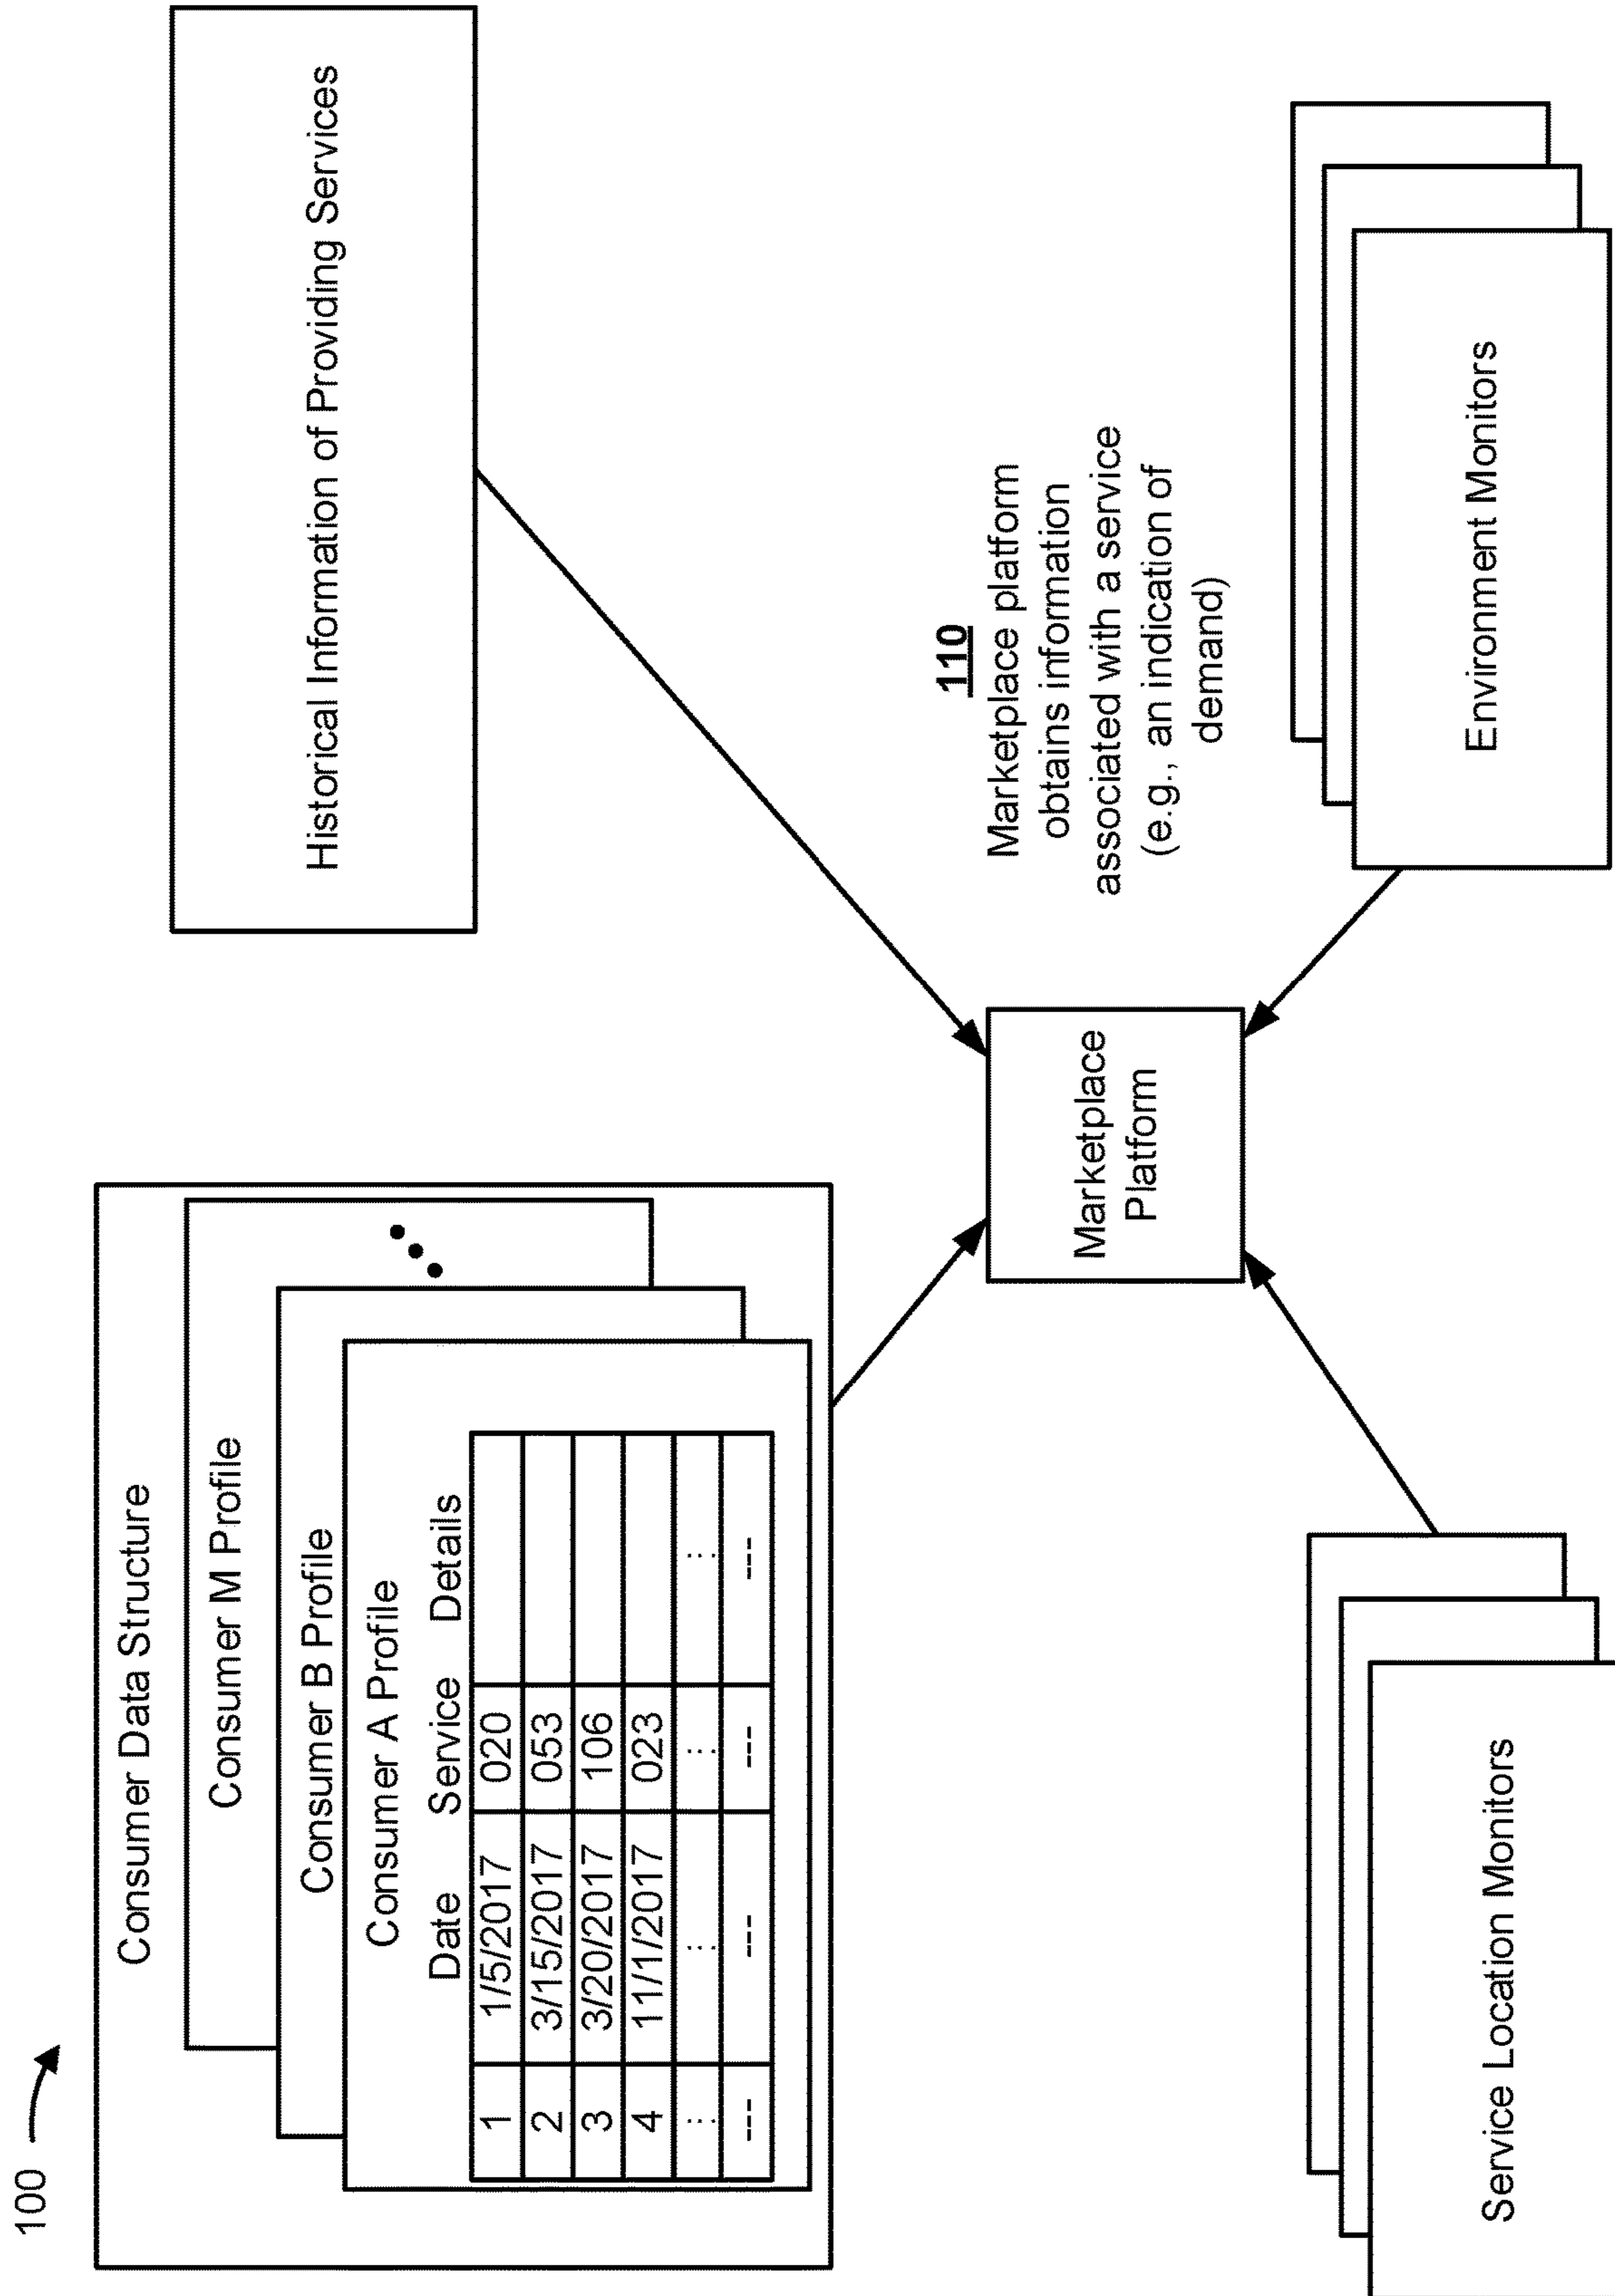 100
Consumer Data Structure
Consumer M Profile
Consumer B Profile
Consumer A Profile
Date Service Details
1 1/5/2017 020
2 3/15/2017 053
3 3/20/2017 106
4 11/1/2017 023
... ... ... ...
--- --- --- ---
Historical Information of Providing Services
Marketplace
Platform
110
Marketplace platform
obtains information
associated with a service
(e.g., an indication of
demand)
Service Location Monitors
Environment Monitors